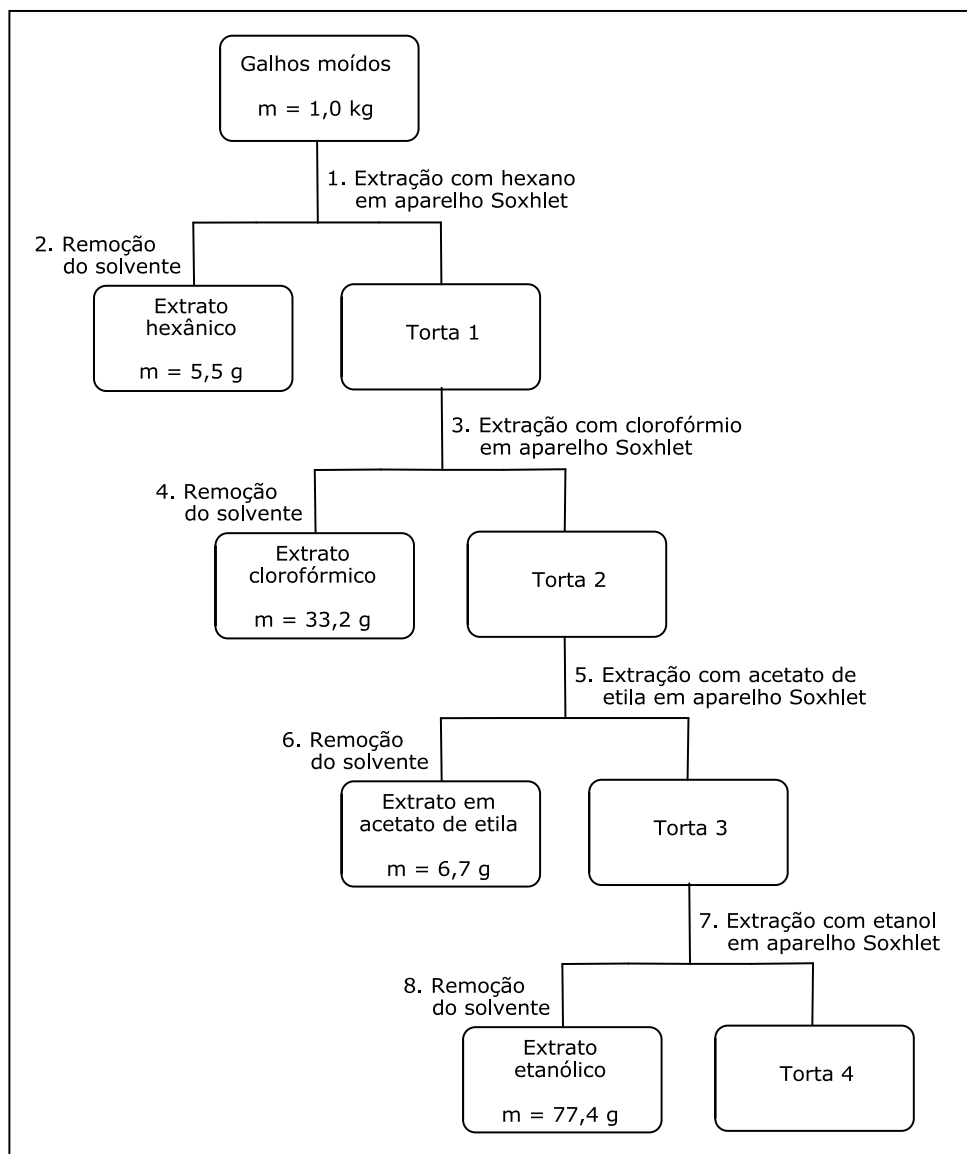 Galhos moídos
m = 1,0 kg
1. Extração com hexano
em aparelho Soxhlet
2. Remoção
do solvente
Extrato
hexânico
m = 5,5 g
Torta 1
3. Extração com clorofórmio
em aparelho Soxhlet
4. Remoção
do solvente
Extrato
clorofórmico
m = 33,2 g
Torta 2
5. Extração com acetato de
etila em aparelho Soxhlet
6. Remoção
do solvente
Extrato em
acetato de etila
m = 6,7 g
Torta 3
7. Extração com etanol
em aparelho Soxhlet
8. Remoção
do solvente
Extrato
etanólico
m = 77,4 g
Torta 4